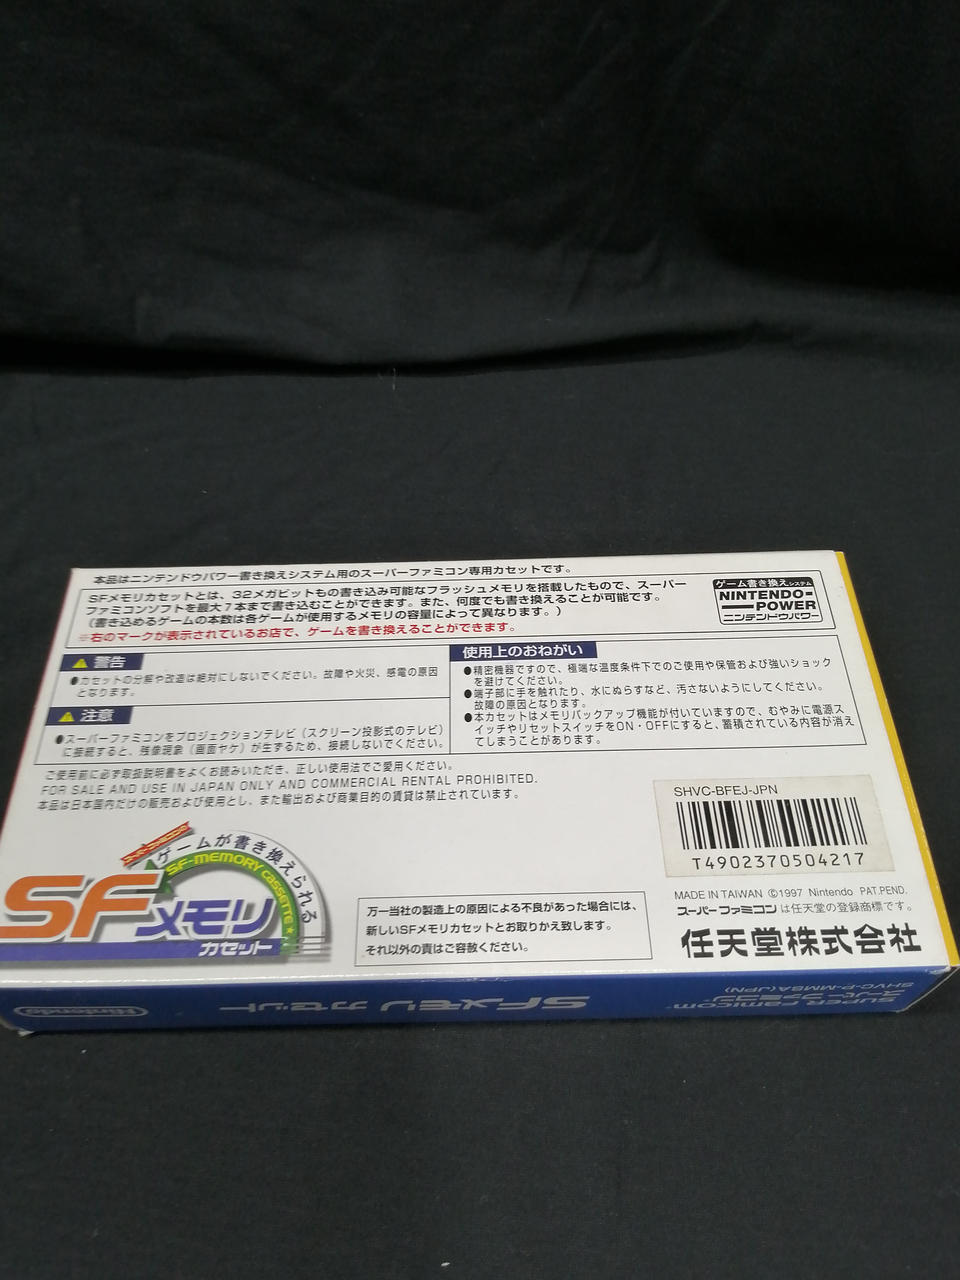 本品はニンテンドウパワー書き換えシステム用のスーパーファミコン専用カセットです。
SFメモリカセットとは、32メガビットもの書き込み可能なフラッシュメモリを搭載したもので、スーパー
ファミコンソフトを最大7本まで書き込むことができます。また、何度でも書き換えることが可能です。
(書き込めるゲームの本数は各ゲームが使用するメモリの容量によって異なります。)
※右のマークが表示されているお店で、ゲームを書き換えることができます。
ゲーム書き換えシステム
NINTENDO
POWER
ニンテンドウパワー
警告
●カセットの分解や改造は絶対にしないでください。故障や火災、感電の原因
となります。
注意
●スーパーファミコンをプロジェクションテレビ(スクリーン投影式のテレビ)
に接続すると、残像現象(画面ヤケ)が生ずるため、接続しないでください。
使用上のおねがい
●精密機器ですので、極端な温度条件下でのご使用や保管および強いショック
を避けてください。
●端子部に手を触れたり、水にぬらすなど、汚さないようにしてください。
故障の原因となります。
●本カセットはメモリバックアップ機能が付いていますので、むやみに電源ス
イッチやリセットスイッチをON・OFFにすると、蓄積されている内容が消え
てしまうことがあります。
ご使用前に必ず取扱説明書をよくお読みいただき、正しい使用法でご愛用ください。
FOR SALE AND USE IN JAPAN ONLY AND COMMERCIAL RENTAL PROHIBITED.
本品は日本国内だけの販売および使用とし、また輸出および商業目的の賃貸は禁止されています。
SHVC-BFEJ-JPN
T4902370504217
スーパーファミコン
ゲームが書き換えられる
SF-MEMORY CASSETTE
SFメモリ
カセット
万一当社の製造上の原因による不良があった場合には、
新しいSFメモリカセットとお取りかえ致します。
それ以外の責はご容赦ください。
MADE IN TAIWAN ©1997 Nintendo PAT.PEND.
スーパーファミコンは任天堂の登録商標です。
任天堂株式会社
SUPER FAMICOM
スーパーファミコン
SHVC-P-MMSA(JPN)
SFメモリ カセット
Nintendo